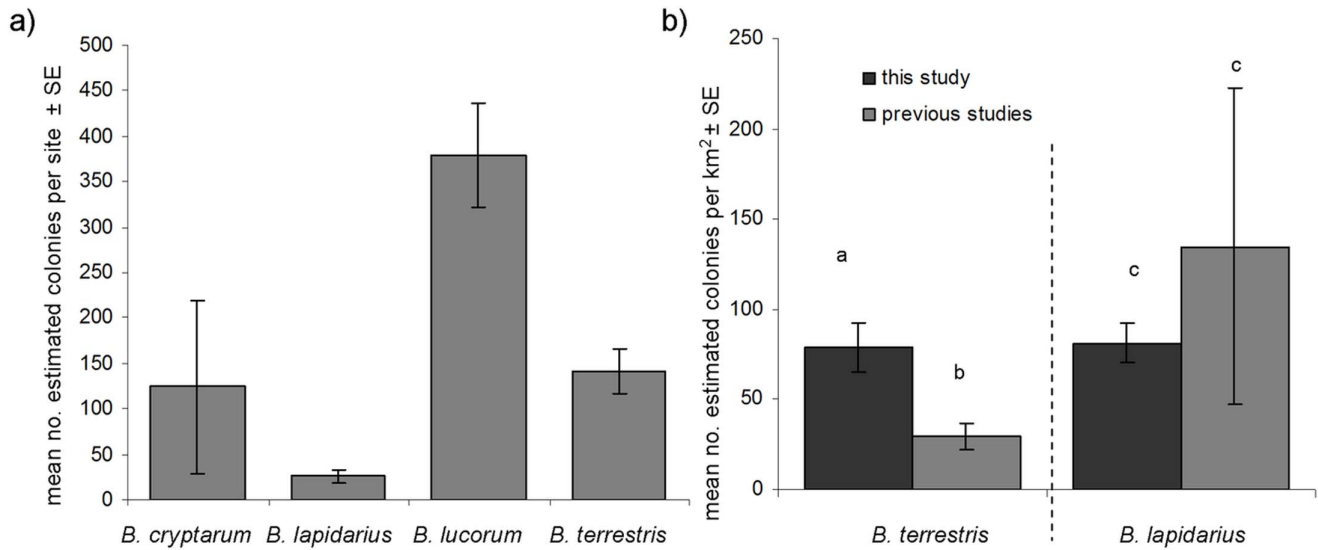 a)
mean no. estimated colonies per site ± SE
500
450
400
350
300
250
200
150
100
50
0
B. cryptarum B. lapidarius B. lucorum B. terrestris
b)
mean no. estimated colonies per km² ± SE
250
200
150
100
50
0
this study
previous studies
a
b
c
c
B. terrestris B. lapidarius